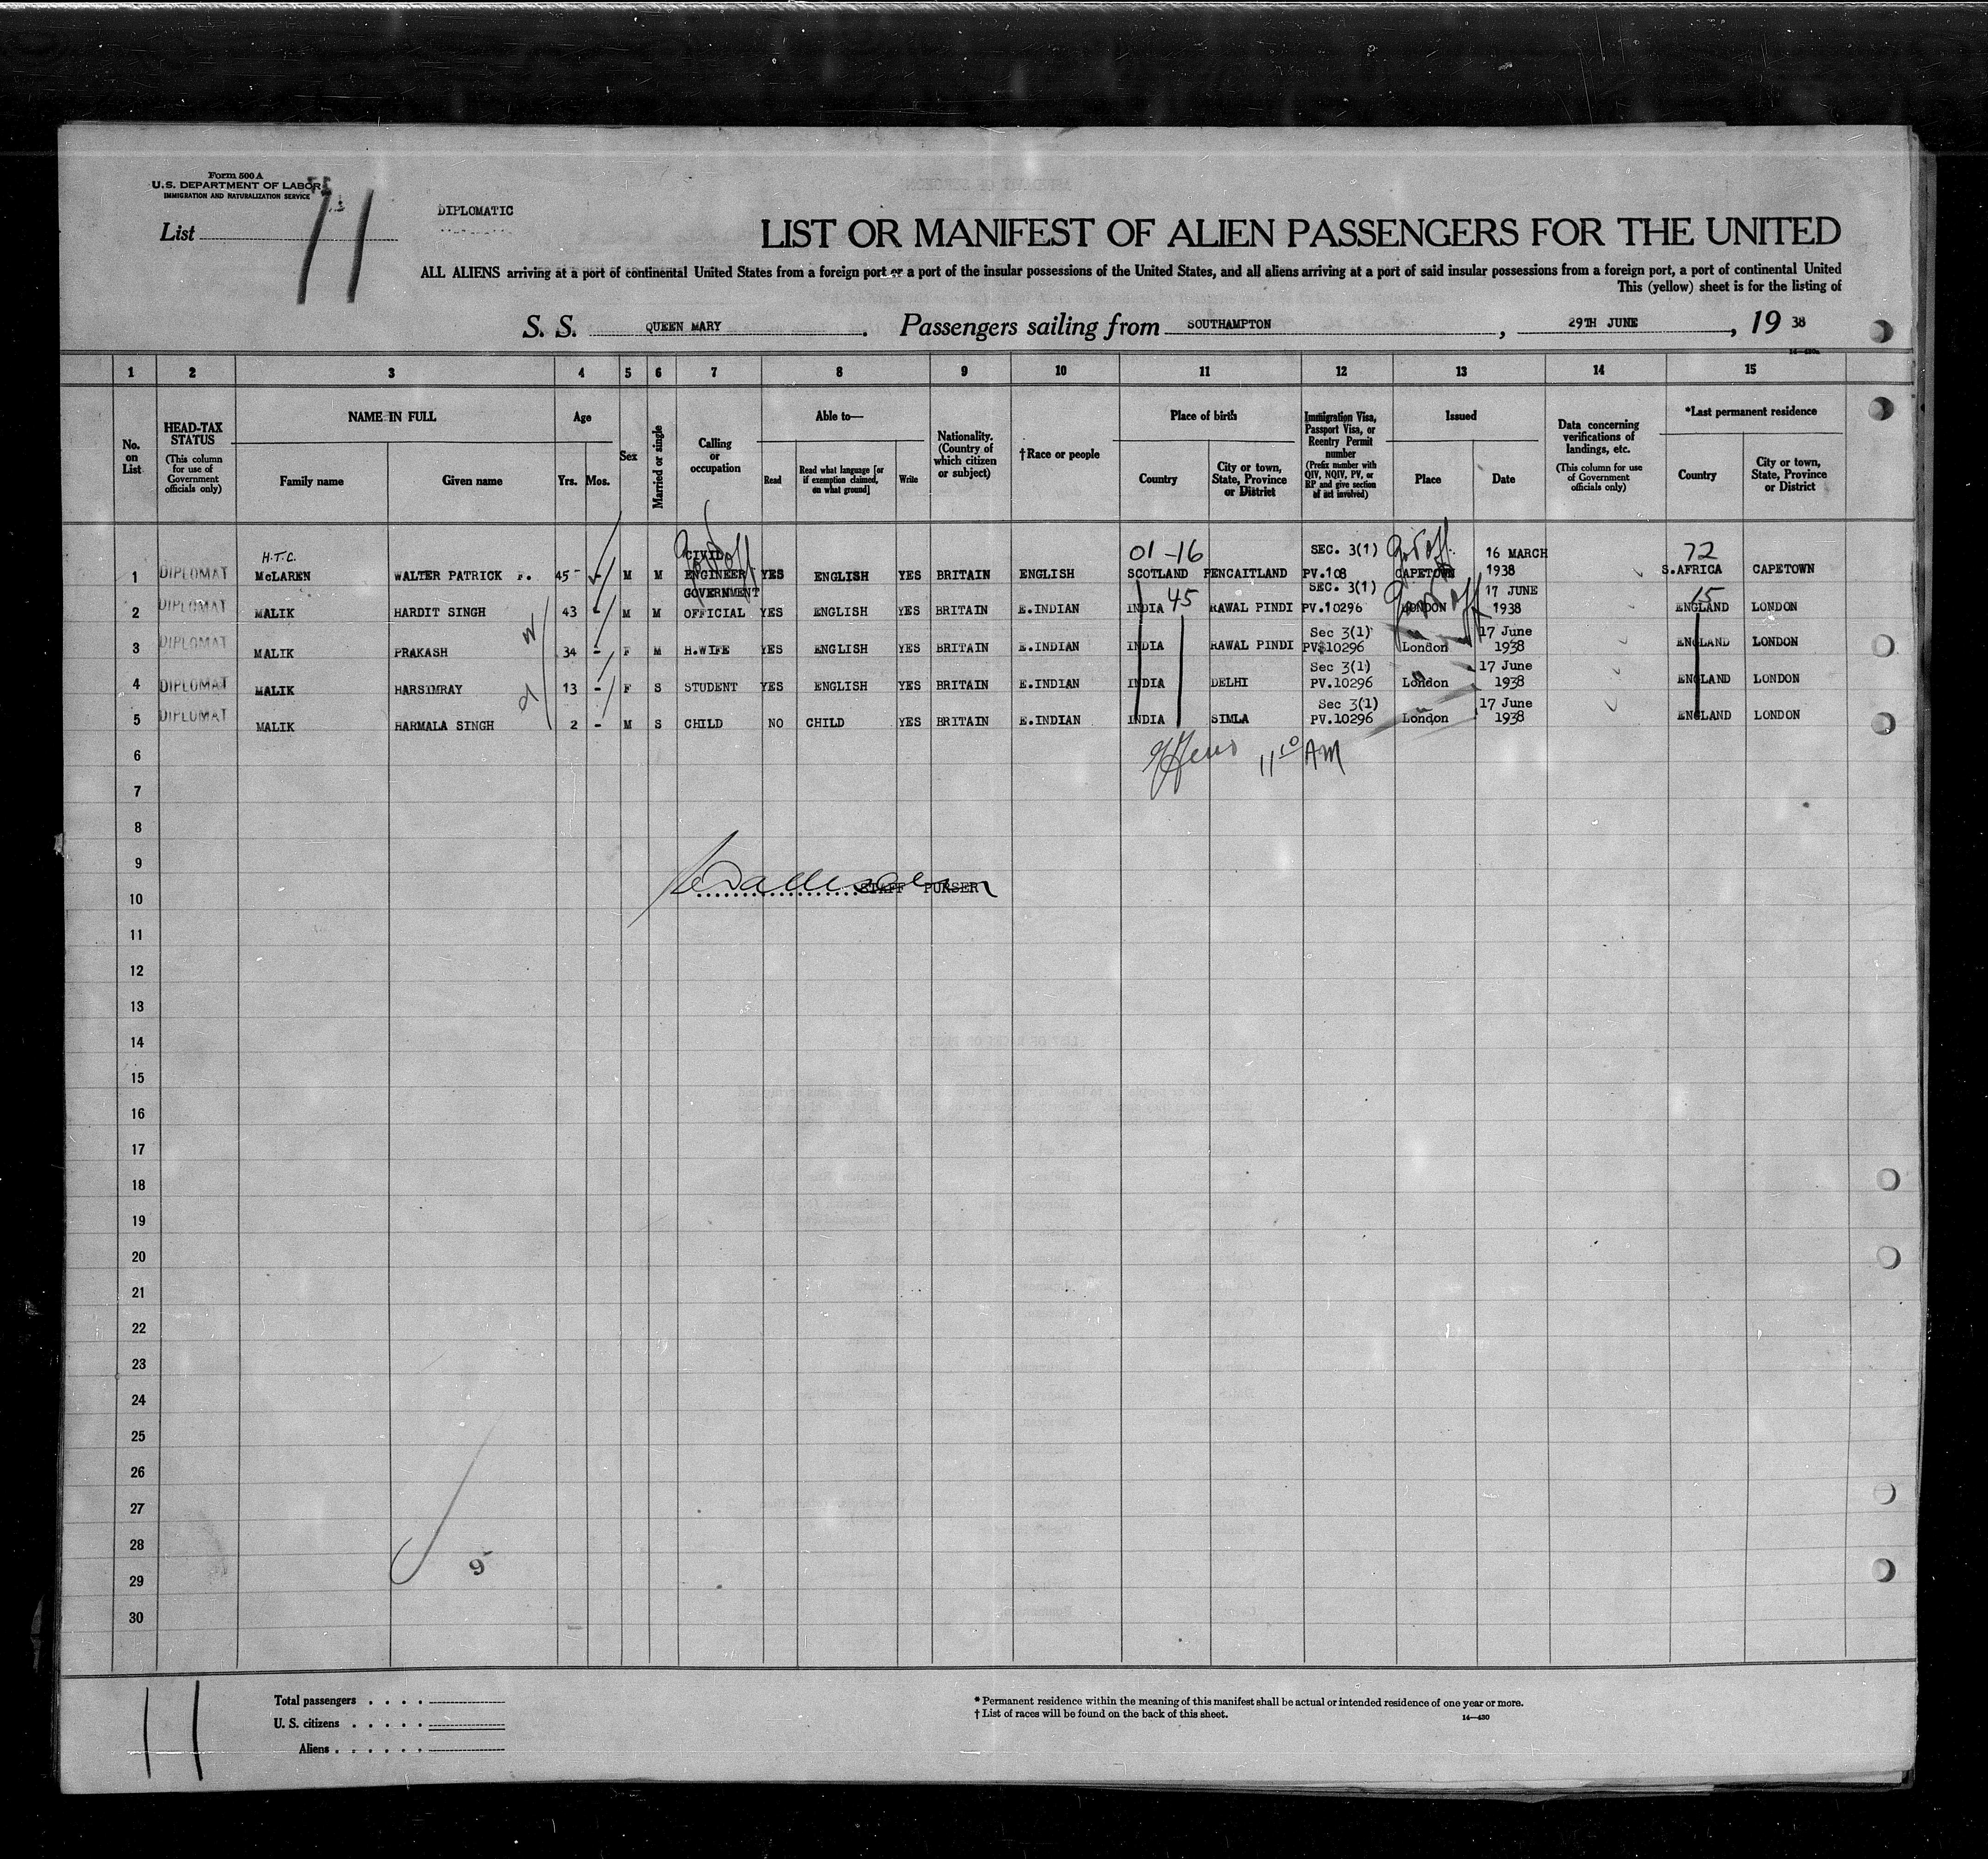 Form 500 A
U.S. DEPARTMENT OF LABOR
IMMIGRATION AND NATURALIZATION SERVICE
List
DIPLOMATIC
LIST OR MANIFEST OF ALIEN PASSENGERS FOR THE UNITED
ALL ALIENS arriving at a port of continental United States from a foreign port or a port of the insular possessions of the United States, and all aliens arriving at a port of said insular possessions from a foreign port, a port of continental United
This (yellow) sheet is for the listing of
S. S. QUEEN MARY. Passengers sailing from SOUTHAMPTON, 29TH JUNE, 19 38
1 2 3 4 5 6 7 8 9 10 11 12 13 14 15
No. on List
HEAD-TAX STATUS (This column for use of Government officials only)
NAME IN FULL
Family name Given name
Age
Yrs. Mos.
Sex
Married or single
Calling or occupation
Able to—
Read Read what language [or if exemption claimed, on what ground] Write
Nationality. (Country of which citizen or subject)
†Race or people
Place of birth
Country City or town, State, Province or District
Immigration Visa, Passport Visa, or Reentry Permit number (Prefix number with QIV, NQIV, PV, or RP and give section of act involved)
Issued
Place Date
Data concerning verifications of landings, etc. (This column for use of Government officials only)
*Last permanent residence
Country City or town, State, Province or District
H.T.C. CIVIL 01-16 SEC. 3(1) 16 MARCH 72
1 DIPLOMAT McLAREN WALTER PATRICK 45 - M M ENGINEER YES ENGLISH YES BRITAIN ENGLISH SCOTLAND PENCAITLAND PV.108 CAPETOWN 1938 S.AFRICA CAPETOWN
GOVERNMENT 45 SEC. 3(1) 17 JUNE 15
2 DIPLOMAT MALIK HARDIT SINGH 43 - M M OFFICIAL YES ENGLISH YES BRITAIN E.INDIAN INDIA RAWAL PINDI PV.10296 LONDON 1938 ENGLAND LONDON
W Sec 3(1) 17 June
3 DIPLOMAT MALIK PRAKASH 34 - F M H.WIFE YES ENGLISH YES BRITAIN E.INDIAN INDIA RAWAL PINDI PV.10296 London 1938 ENGLAND LONDON
Sec 3(1) 17 June
4 DIPLOMAT MALIK HARSIMRAY d 13 - F S STUDENT YES ENGLISH YES BRITAIN E.INDIAN INDIA DELHI PV.10296 London 1938 ENGLAND LONDON
Sec 3(1) 17 June
5 DIPLOMAT MALIK HARMALA SINGH 2 - M S CHILD NO CHILD YES BRITAIN E.INDIAN INDIA SIMLA PV.10296 London 1938 ENGLAND LONDON
6 11 10 AM
7
8
9
10 STAFF PURSER
11
12
13
14
15
16
17
18
19
20
21
22
23
24
25
26
27
28
29
30
Total passengers . . . .
U. S. citizens . . . . .
Aliens . . . . . .
* Permanent residence within the meaning of this manifest shall be actual or intended residence of one year or more.
† List of races will be found on the back of this sheet.
14—430